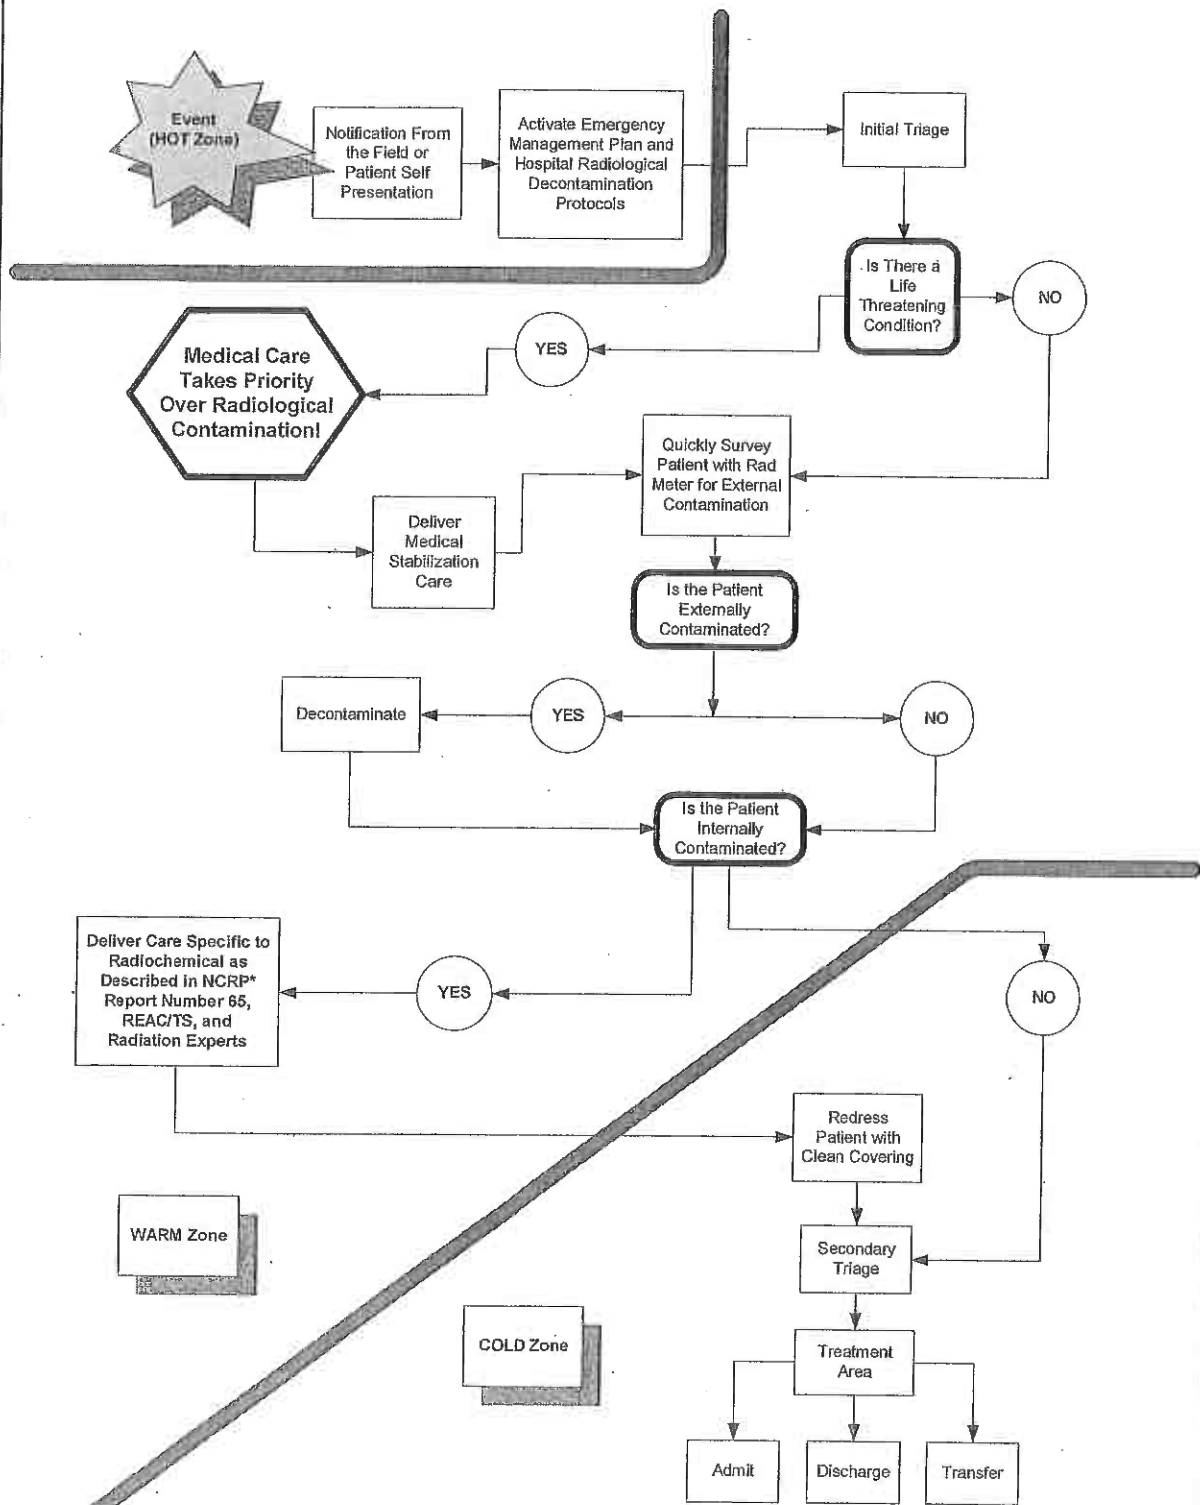 Event
(HOT Zone)
Notification From
the Field or
Patient Self
Presentation
Activate Emergency
Management Plan and
Hospital Radiological
Decontamination
Protocols
Initial Triage
Is There a
Life
Threatening
Condition?
NO
YES
Medical Care
Takes Priority
Over Radiological
Contamination!
Quickly Survey
Patient with Rad
Meter for External
Contamination
Deliver
Medical
Stabilization
Care
Is the Patient
Externally
Contaminated?
Decontaminate
YES
NO
Is the Patient
Internally
Contaminated?
Deliver Care Specific to
Radiochemical as
Described in NCRP*
Report Number 65,
REAC/TS, and
Radiation Experts
YES
NO
Redress
Patient with
Clean Covering
WARM Zone
Secondary
Triage
COLD Zone
Treatment
Area
Admit
Discharge
Transfer